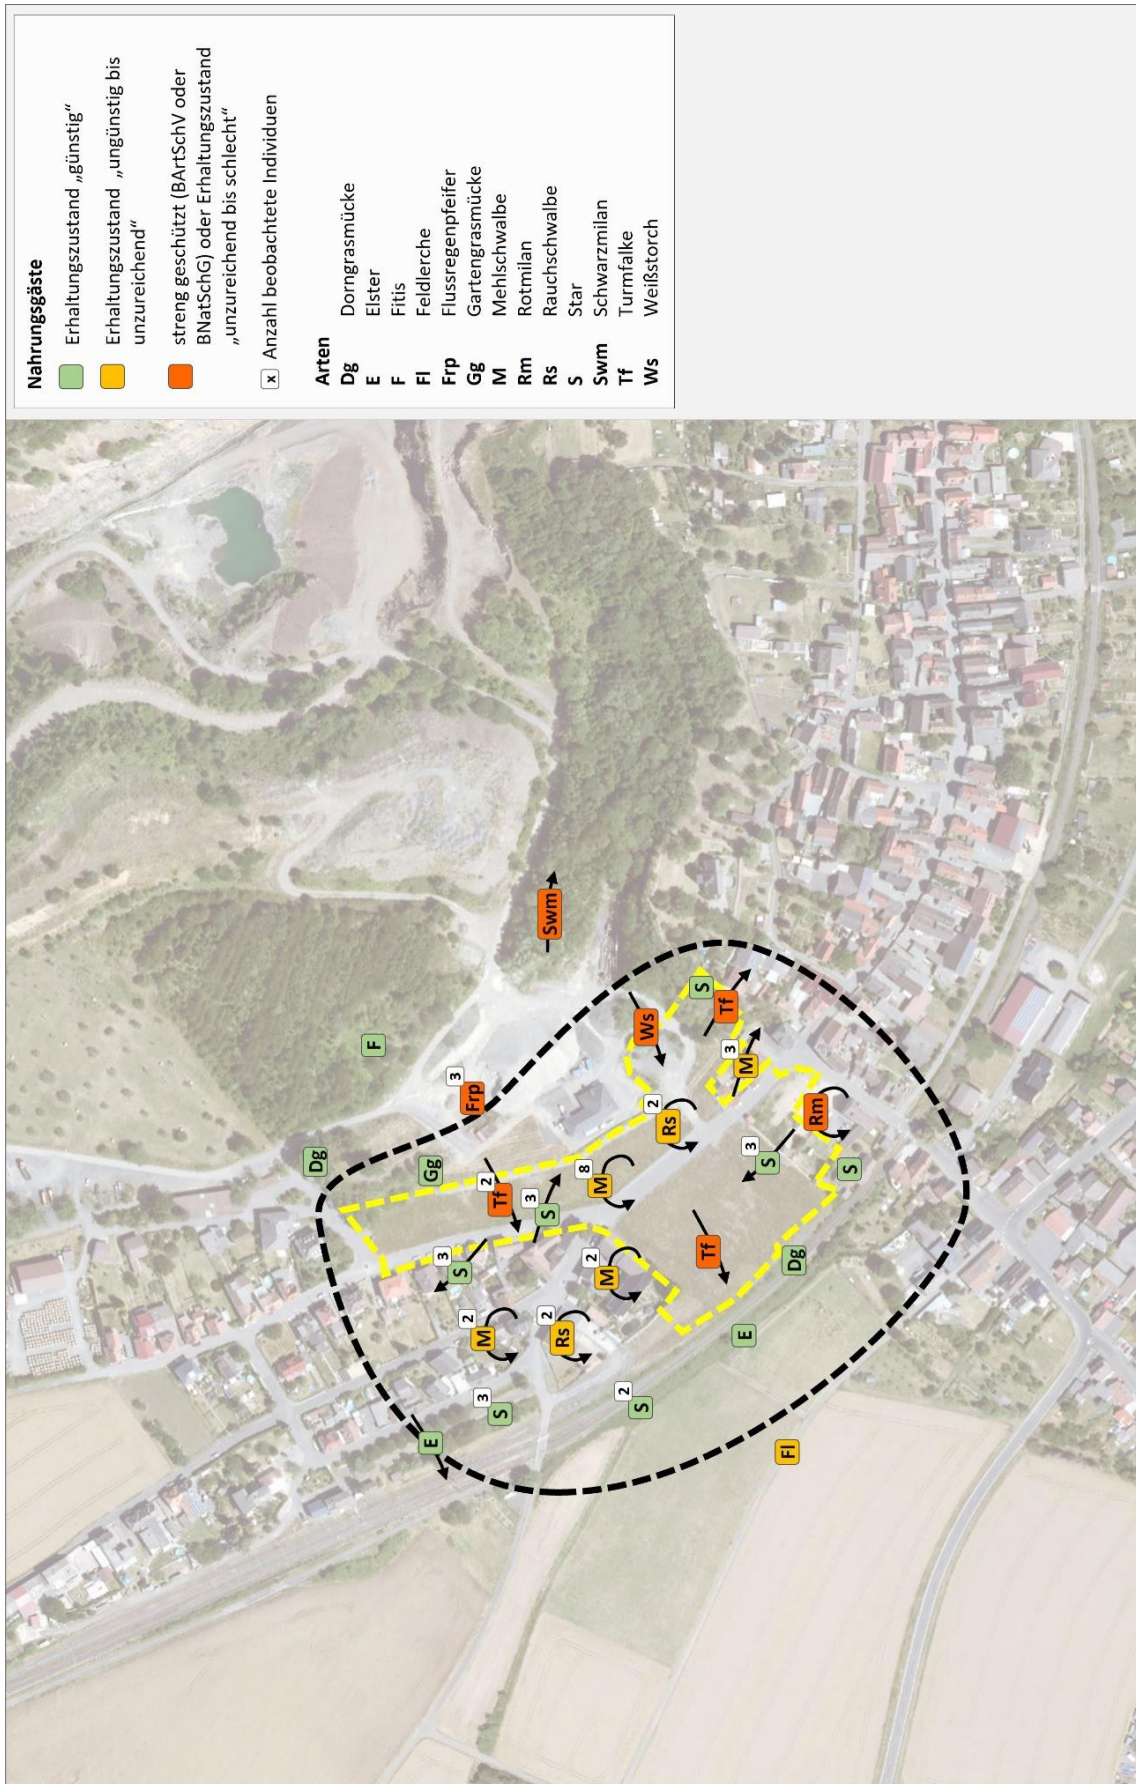 Nahrungsgäste
Erhaltungszustand „günstig“
Erhaltungszustand „ungünstig bis
unzureichend“
streng geschützt (BArtSchV oder
BNatSchG) oder Erhaltungszustand
„unzureichend bis schlecht“
x Anzahl beobachtete Individuen
Arten
Dg Dorngrasmücke
E Elster
F Fitis
Fl Feldlerche
Frp Flussregenpfeifer
Gg Gartengrasmücke
M Mehlschwalbe
Rm Rotmilan
Rs Rauchschwalbe
S Star
Swm Schwarzmilan
Tf Turmfalke
Ws Weißstorch
F
3
Frp
Dg
Gg
Swm
Ws
S
Tf
3
M
2
Rs
Rm
3
S
S
8
M
2
Tf
3
S
3
S
2
M
Tf
Dg
2
M
2
Rs
E
3
S
2
S
E
Fl